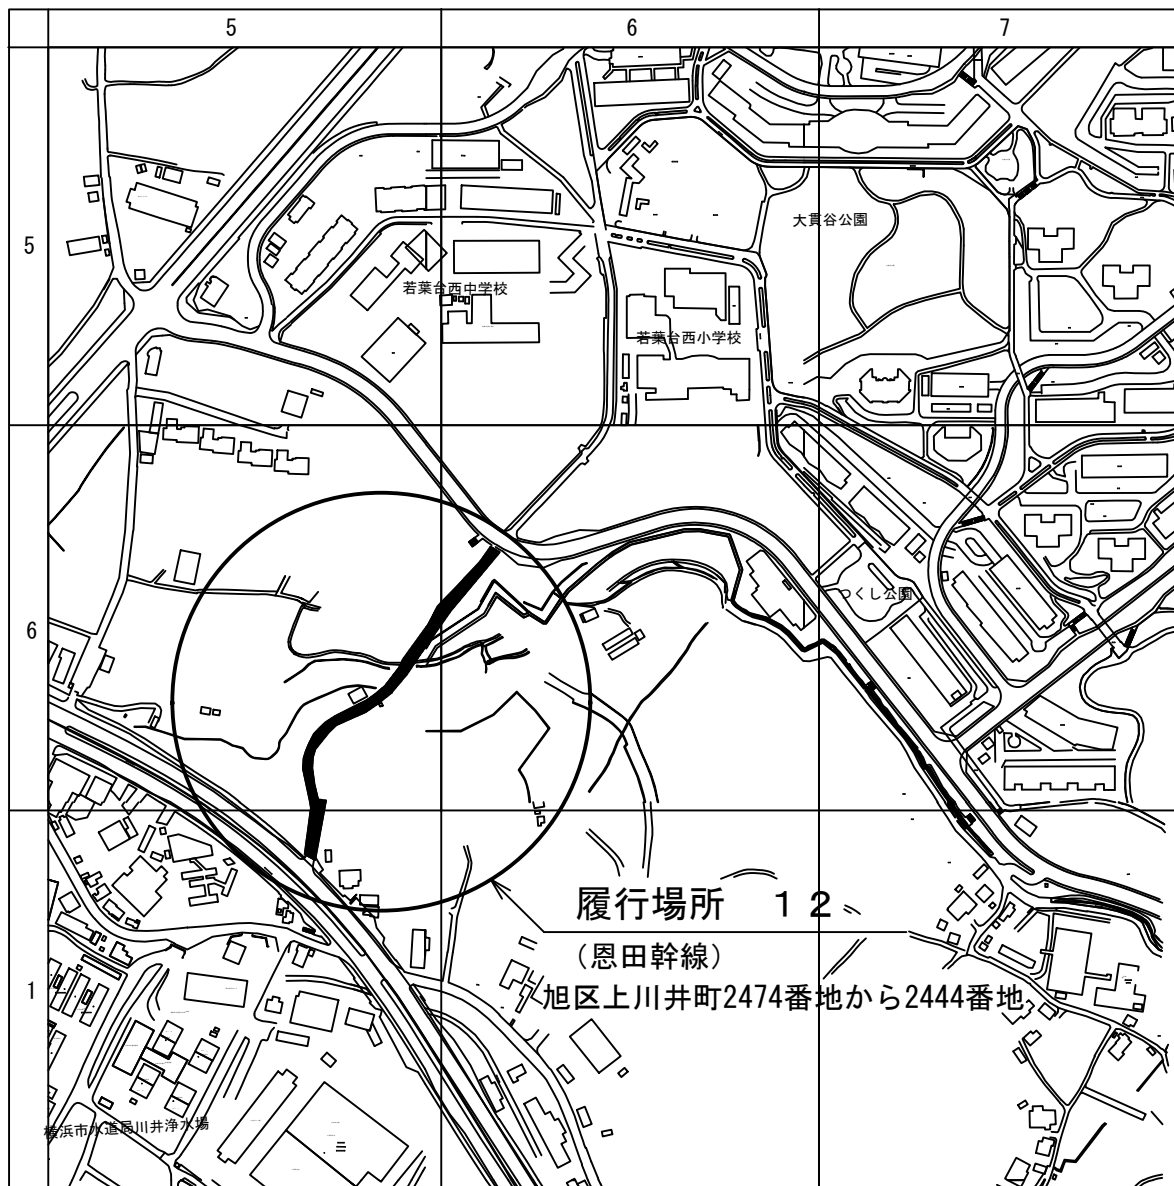 5
6
7
5
大貫谷公園
若葉台西中学校
若葉台西小学校
つくし公園
6
履行場所 12
(恩田幹線)
旭区上川井町2474番地から2444番地
1
横浜市水道局川井浄水場